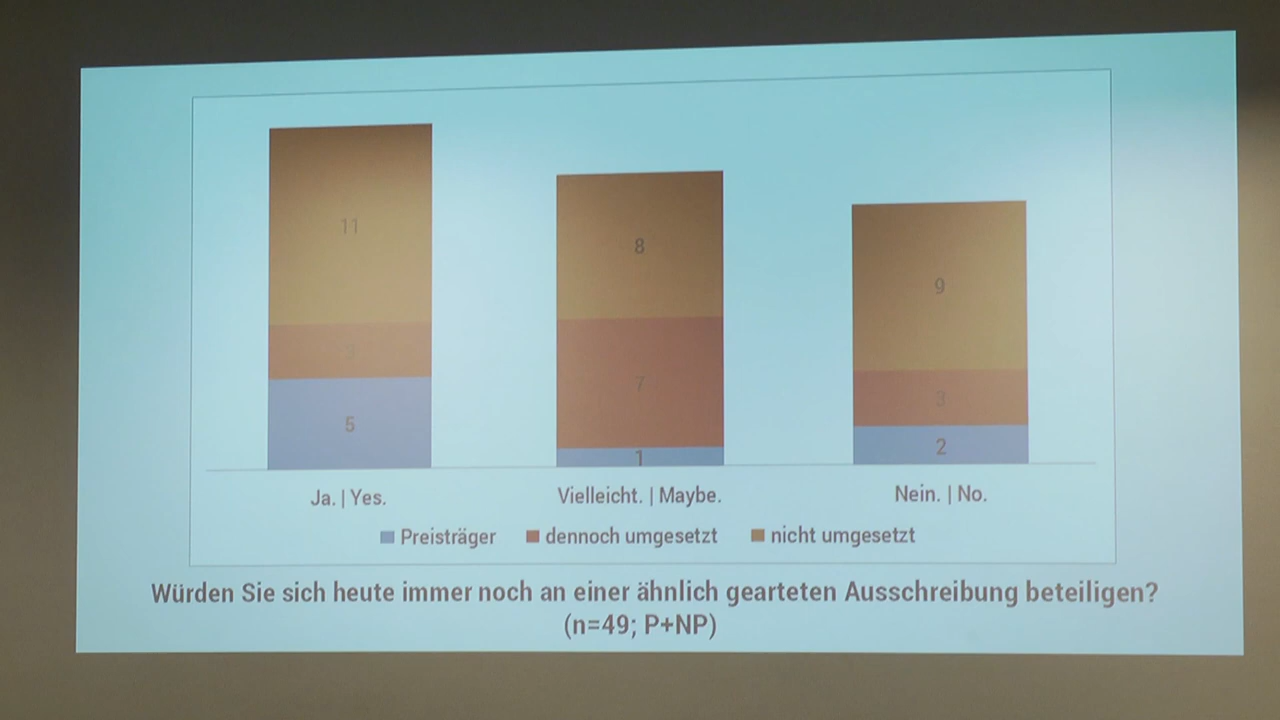 11
8
9
3
7
3
5
1
2
Ja. | Yes.
Vielleicht. | Maybe.
Nein. | No.
Preisträger
dennoch umgesetzt
nicht umgesetzt
Würden Sie sich heute immer noch an einer ähnlich gearteten Ausschreibung beteiligen?
(n=49; P+NP)